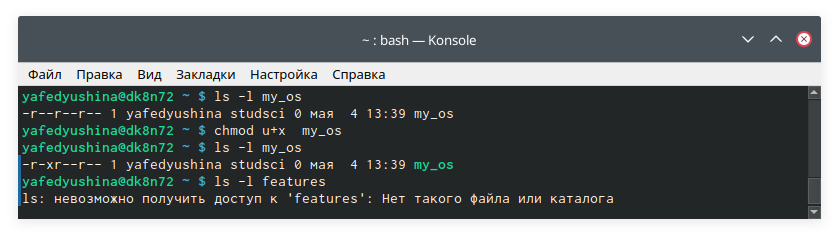 ~ : bash — Konsole
Файл Правка Вид Закладки Настройка Справка
yafedyushina@dk8n72 ~ $ ls -l my_os
-r--r--r-- 1 yafedyushina studsci 0 мая  4 13:39 my_os
yafedyushina@dk8n72 ~ $ chmod u+x  my_os
yafedyushina@dk8n72 ~ $ ls -l my_os
-r-xr--r-- 1 yafedyushina studsci 0 мая  4 13:39 my_os
yafedyushina@dk8n72 ~ $ ls -l features
ls: невозможно получить доступ к 'features': Нет такого файла или каталога